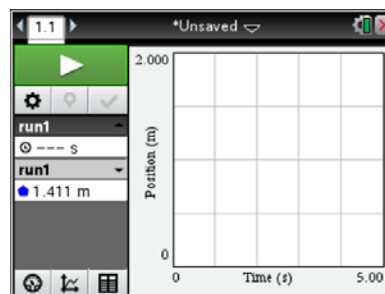 1.1
*Unsaved
run1
--- s
run1
1.411 m
2.000
Position (m)
0
0
Time (s)
5.00